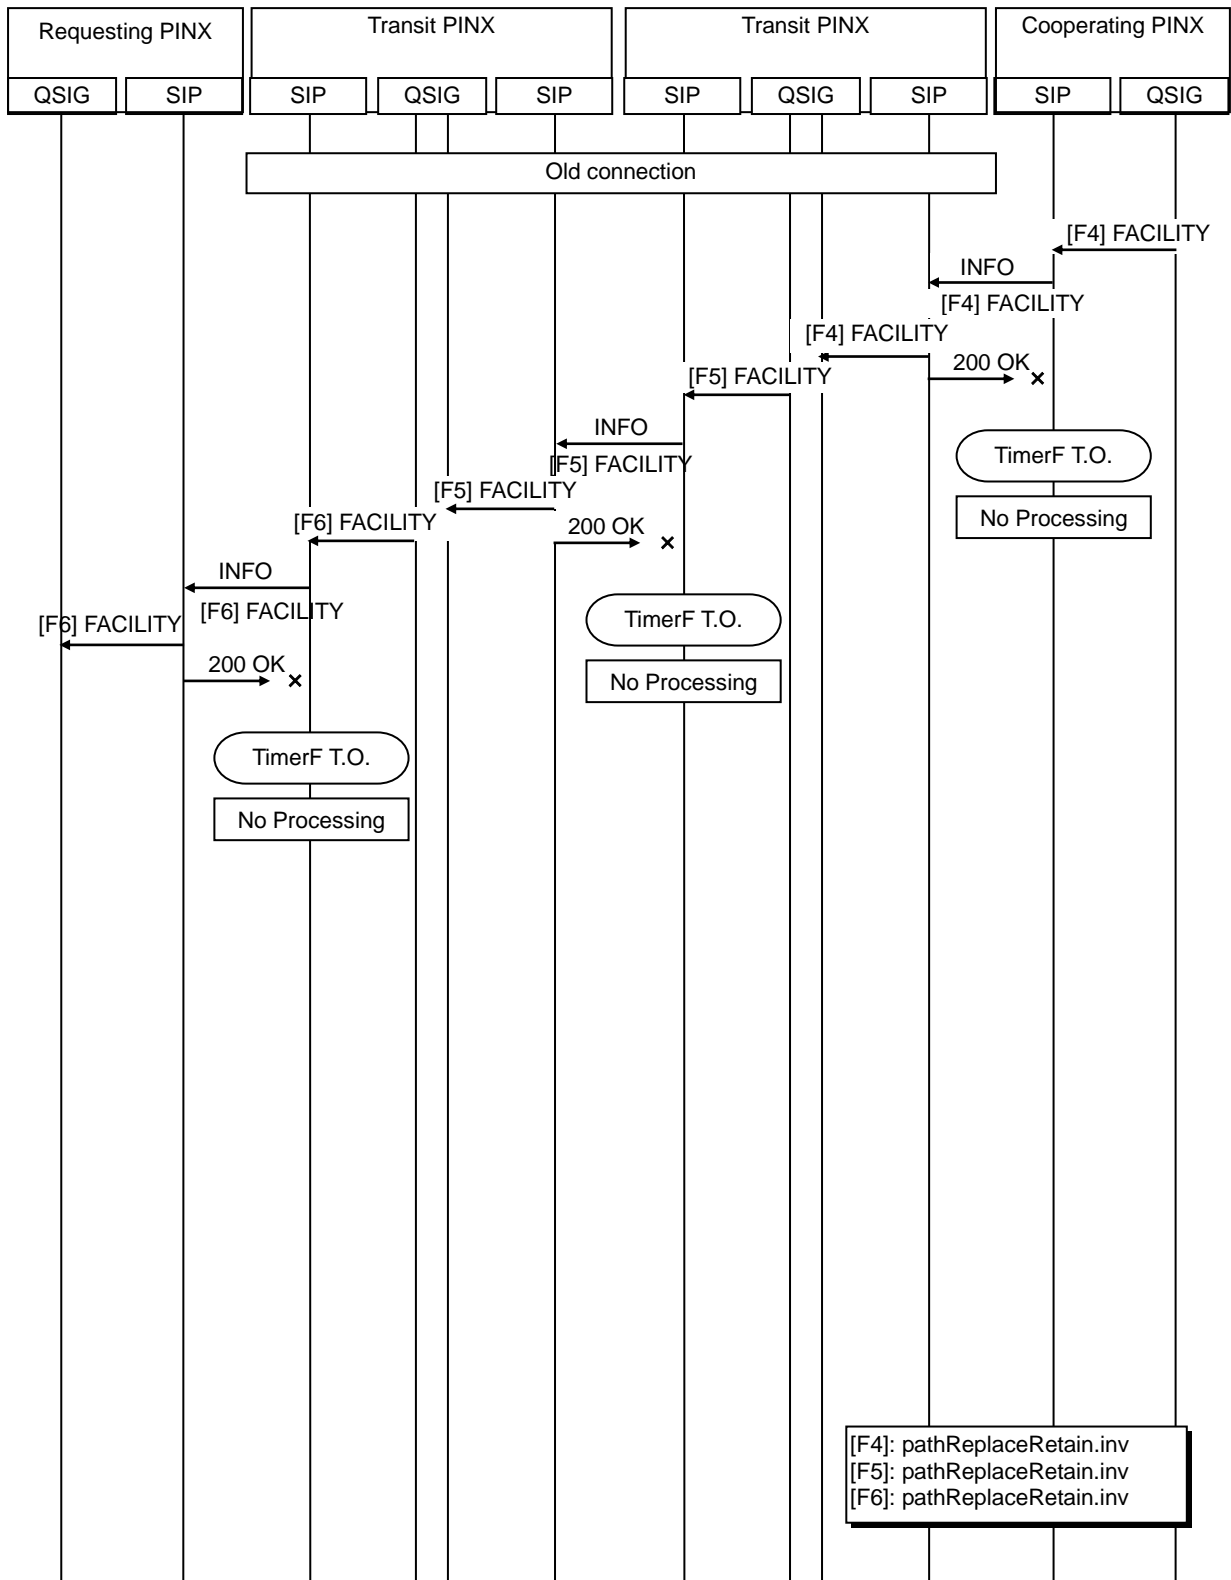 Requesting PINX
Transit PINX
Transit PINX
Cooperating PINX
QSIG
SIP
SIP
QSIG
SIP
SIP
QSIG
SIP
SIP
QSIG
Old connection
[F4] FACILITY
INFO
[F4] FACILITY
[F4] FACILITY
200 OK
[F5] FACILITY
INFO
[F5] FACILITY
TimerF T.O.
[F5] FACILITY
No Processing
[F6] FACILITY
200 OK
INFO
[F6] FACILITY
[F6] FACILITY
TimerF T.O.
200 OK
No Processing
TimerF T.O.
No Processing
[F4]: pathReplaceRetain.inv
[F5]: pathReplaceRetain.inv
[F6]: pathReplaceRetain.inv